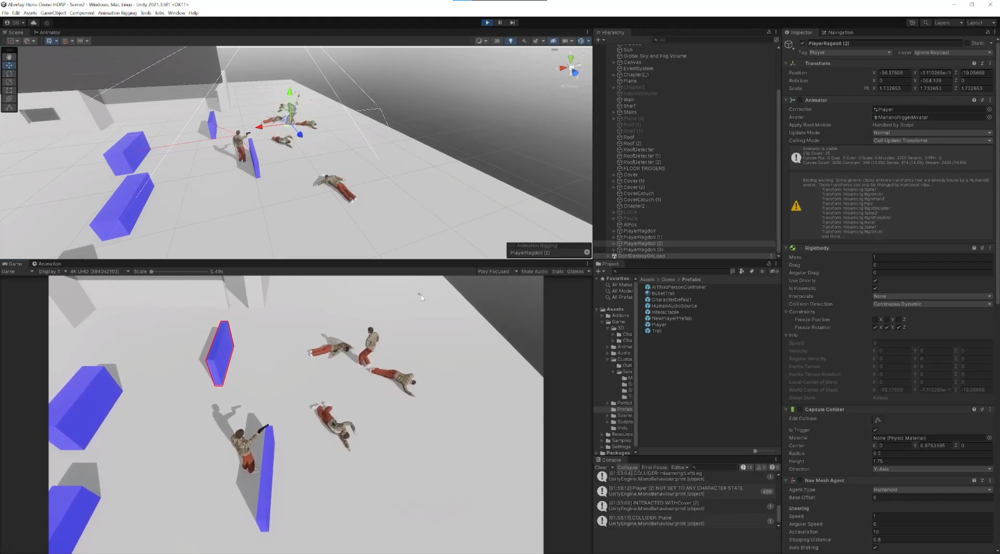 Abertay-Hons-Demo-HDRP - Scene2 - Windows, Mac, Linux - Unity 2021.3.6f1 <DX11>
File Edit Assets GameObject Component Animation Rigging Tools Jobs Window Help
SG
Layers Layout
Scene Animator
2D
Persp
Animation Rigging
PlayerRagdoll (2)
Game Animation
Game Display 1 4K UHD (3840x2160) Scale 0.49x Play Focused Mute Audio Stats Gizmos
Hierarchy
All
Sun
Global Sky and Fog Volume
Canvas
EventSystem
Chapter2_1
Plane
Chapter2
IndoorsVolume
Wall
Shelf
Stairs
Plane (2)
Roof (1)
Shelf (1)
Roof
Roof (2)
RoofDetecter
RoofDetecter (1)
RoofDetecter (2)
FLOOR TRIGGERS
Cover
Cover (1)
Cover (2)
CoverCrouch
CoverCrouch (1)
Chapter2
LUCA
Paulie
AIPos
PlayerRagdoll
PlayerRagdoll (1)
PlayerRagdoll (2)
PlayerRagdoll (3)
DontDestroyOnLoad
Project
9
Favorites
All Mater
All Model
All Prefab
Assets
Addons
Game
3D
Cha
Cha
Animat
Audio
Custor
Outl
Sele
M
S
Sl
T
Particl
Prefab
Scene
Scripts
Vids
Resource
Samples
Settings
Packages
Assets > Game > Prefabs
AIThirdPersonController
BulletTrail
CharacterDefault
HumanAudioSource
Interactable
NewPlayerPrefab
Player
Trail
Console
Clear Collapse Error Pause Editor 14 0 0
[01:53:04] COLLIDER: mixamorig:LeftLeg
UnityEngine.MonoBehaviour:print (object)
1
[01:53:12] Player (2) NOT SET TO ANY CHARACTER STATE
UnityEngine.MonoBehaviour:print (object)
469
[01:53:08] INTERACTED WITHCover (2)
UnityEngine.MonoBehaviour:print (object)
1
[01:53:11] COLLIDER: Plane
UnityEngine.MonoBehaviour:print (object)
1
Inspector Navigation
PlayerRagdoll (2) Static
Tag Player Layer Ignore Raycast
Transform
Position X -56.17508 Y -1.110265e-1 Z -19.05668
Rotation X 0 Y -204.139 Z 0
Scale X 1.732653 Y 1.732653 Z 1.732653
Animator
Controller Player
Avatar MarianoRiggedAvatar
Apply Root Motion Handled by Script
Update Mode Normal
Culling Mode Cull Update Transforms
Animator is visible
Clip Count: 25
Curves Pos: 0 Quat: 0 Euler: 0 Scale: 0 Muscles: 3250 Generic: 0 PPtr: 0
Curves Count: 3250 Constant: 346 (10.6%) Dense: 474 (14.6%) Stream: 2430 (74.8%)
Binding warning: Some generic clip(s) animate transforms that are already bound by a Humanoid
avatar. These transforms can only be changed by Humanoid clips.
Transform 'mixamorig:Spine1'
Transform 'mixamorig:RightArm'
Transform 'mixamorig:RightHand'
Transform 'mixamorig:Hips'
Transform 'mixamorig:RightShoulder'
Transform 'mixamorig:Spine2'
Transform 'mixamorig:RightForeArm'
Transform 'mixamorig:Neck'
Transform 'mixamorig:Spine1'
Transform 'mixamorig:RightArm'
and more ...
Rigidbody
Mass 1
Drag 0
Angular Drag 0
Use Gravity
Is Kinematic
Interpolate None
Collision Detection Continuous Dynamic
Constraints
Freeze Position X Y Z
Freeze Rotation X Y Z
Info
Speed 0
Velocity X 0 Y 0 Z 0
Angular Velocity X 0 Y 0 Z 0
Inertia Tensor X 0 Y 0 Z 0
Inertia Tensor Rotation X 0 Y 0 Z 0
Local Center of Mass X 0 Y 0 Z 0
World Center of Mass X -56.17508 Y -1.110265e-1 Z -19.05668
Sleep State Asleep
Capsule Collider
Edit Collider
Is Trigger
Material None (Physic Material)
Center X 0 Y 0.8753595 Z 0
Radius 0.2
Height 1.75
Direction Y-Axis
Nav Mesh Agent
Agent Type Humanoid
Base Offset 0
Steering
Speed 1
Angular Speed 0
Acceleration 10
Stopping Distance 0.8
Auto Braking